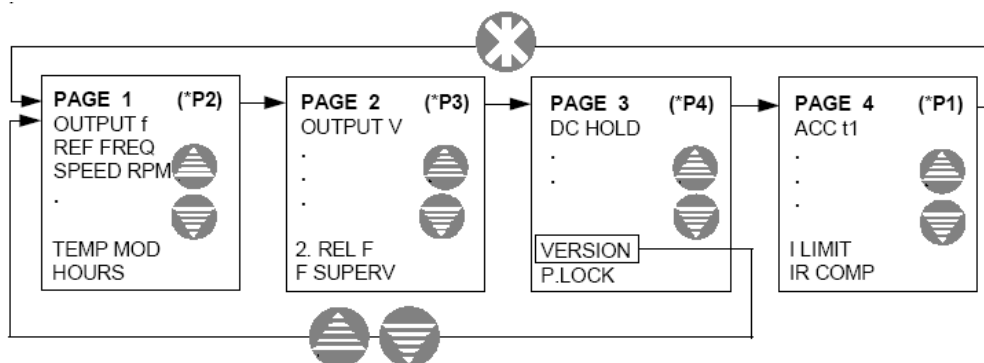 PAGE 1 (*P2)
OUTPUT f
REF FREQ
SPEED RPM
.
TEMP MOD
HOURS
PAGE 2 (*P3)
OUTPUT V
.
.
.
2. REL F
F SUPERV
PAGE 3 (*P4)
DC HOLD
.
.
VERSION
P.LOCK
PAGE 4 (*P1)
ACC t1
.
.
.
I LIMIT
IR COMP